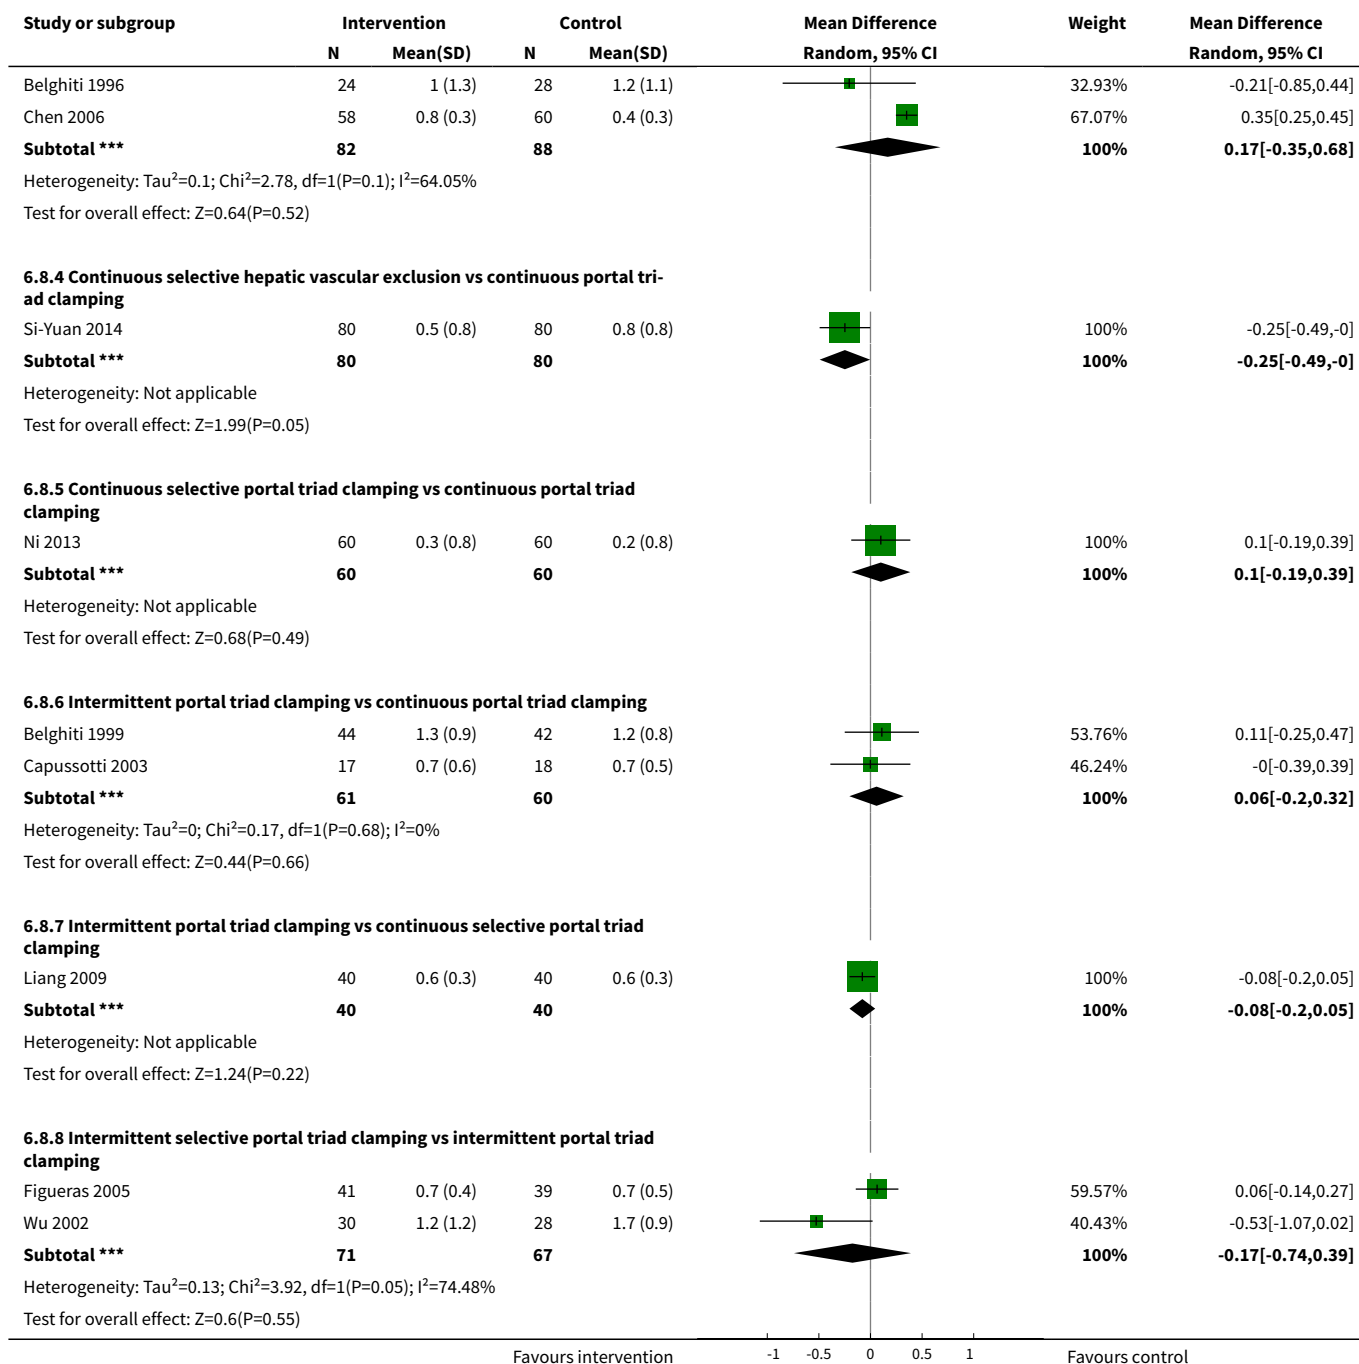 Study or subgroup Intervention Control Mean Difference Weight Mean Difference
N Mean(SD) N Mean(SD) Random, 95% CI Random, 95% CI
Belghiti 1996 24 1 (1.3) 28 1.2 (1.1) 32.93% -0.21[-0.85,0.44]
Chen 2006 58 0.8 (0.3) 60 0.4 (0.3) 67.07% 0.35[0.25,0.45]
Subtotal *** 82 88 100% 0.17[-0.35,0.68]
Heterogeneity: Tau²=0.1; Chi²=2.78, df=1(P=0.1); I²=64.05%
Test for overall effect: Z=0.64(P=0.52)
6.8.4 Continuous selective hepatic vascular exclusion vs continuous portal tri-
ad clamping
Si-Yuan 2014 80 0.5 (0.8) 80 0.8 (0.8) 100% -0.25[-0.49,-0]
Subtotal *** 80 80 100% -0.25[-0.49,-0]
Heterogeneity: Not applicable
Test for overall effect: Z=1.99(P=0.05)
6.8.5 Continuous selective portal triad clamping vs continuous portal triad
clamping
Ni 2013 60 0.3 (0.8) 60 0.2 (0.8) 100% 0.1[-0.19,0.39]
Subtotal *** 60 60 100% 0.1[-0.19,0.39]
Heterogeneity: Not applicable
Test for overall effect: Z=0.68(P=0.49)
6.8.6 Intermittent portal triad clamping vs continuous portal triad clamping
Belghiti 1999 44 1.3 (0.9) 42 1.2 (0.8) 53.76% 0.11[-0.25,0.47]
Capussotti 2003 17 0.7 (0.6) 18 0.7 (0.5) 46.24% -0[-0.39,0.39]
Subtotal *** 61 60 100% 0.06[-0.2,0.32]
Heterogeneity: Tau²=0; Chi²=0.17, df=1(P=0.68); I²=0%
Test for overall effect: Z=0.44(P=0.66)
6.8.7 Intermittent portal triad clamping vs continuous selective portal triad
clamping
Liang 2009 40 0.6 (0.3) 40 0.6 (0.3) 100% -0.08[-0.2,0.05]
Subtotal *** 40 40 100% -0.08[-0.2,0.05]
Heterogeneity: Not applicable
Test for overall effect: Z=1.24(P=0.22)
6.8.8 Intermittent selective portal triad clamping vs intermittent portal triad
clamping
Figueras 2005 41 0.7 (0.4) 39 0.7 (0.5) 59.57% 0.06[-0.14,0.27]
Wu 2002 30 1.2 (1.2) 28 1.7 (0.9) 40.43% -0.53[-1.07,0.02]
Subtotal *** 71 67 100% -0.17[-0.74,0.39]
Heterogeneity: Tau²=0.13; Chi²=3.92, df=1(P=0.05); I²=74.48%
Test for overall effect: Z=0.6(P=0.55)
Favours intervention -1 -0.5 0 0.5 1 Favours control